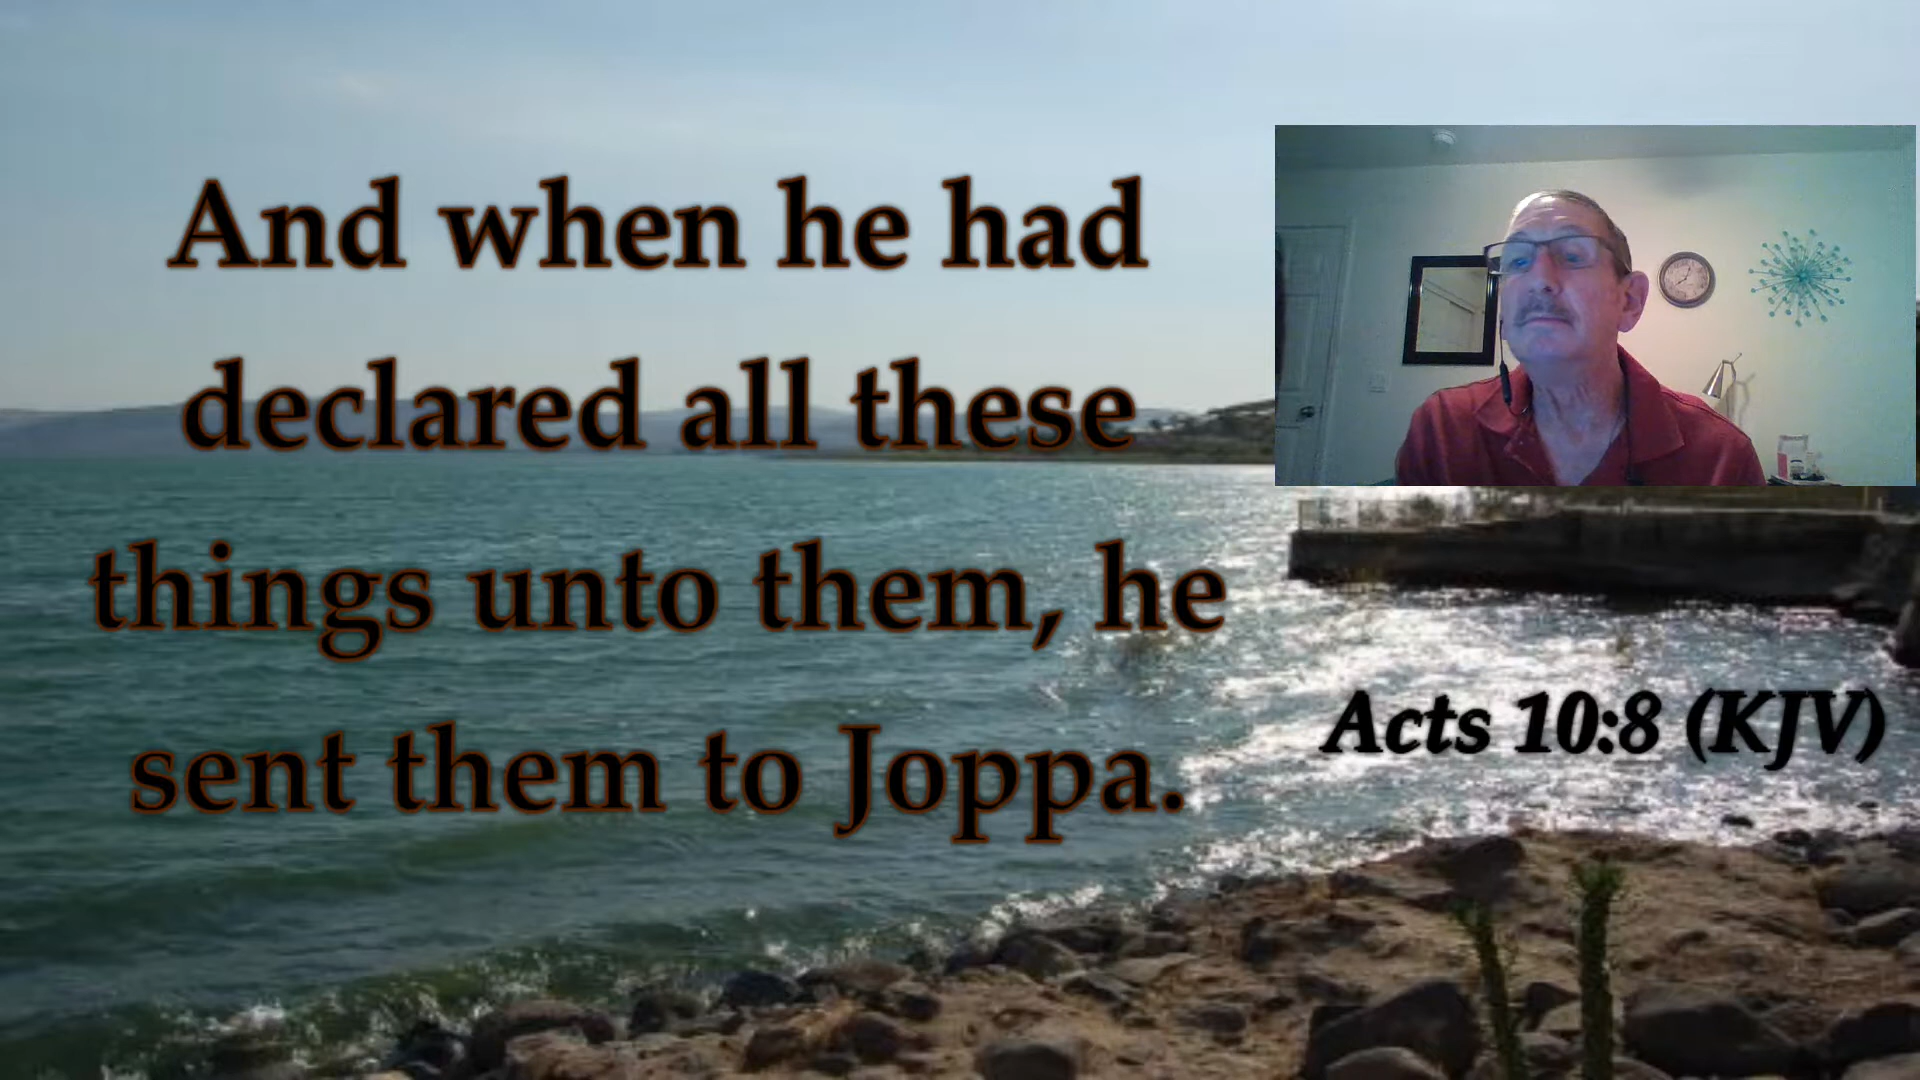 And when he had
declared all these
things unto them, he
sent them to Joppa.
Acts 10:8 (KJV)